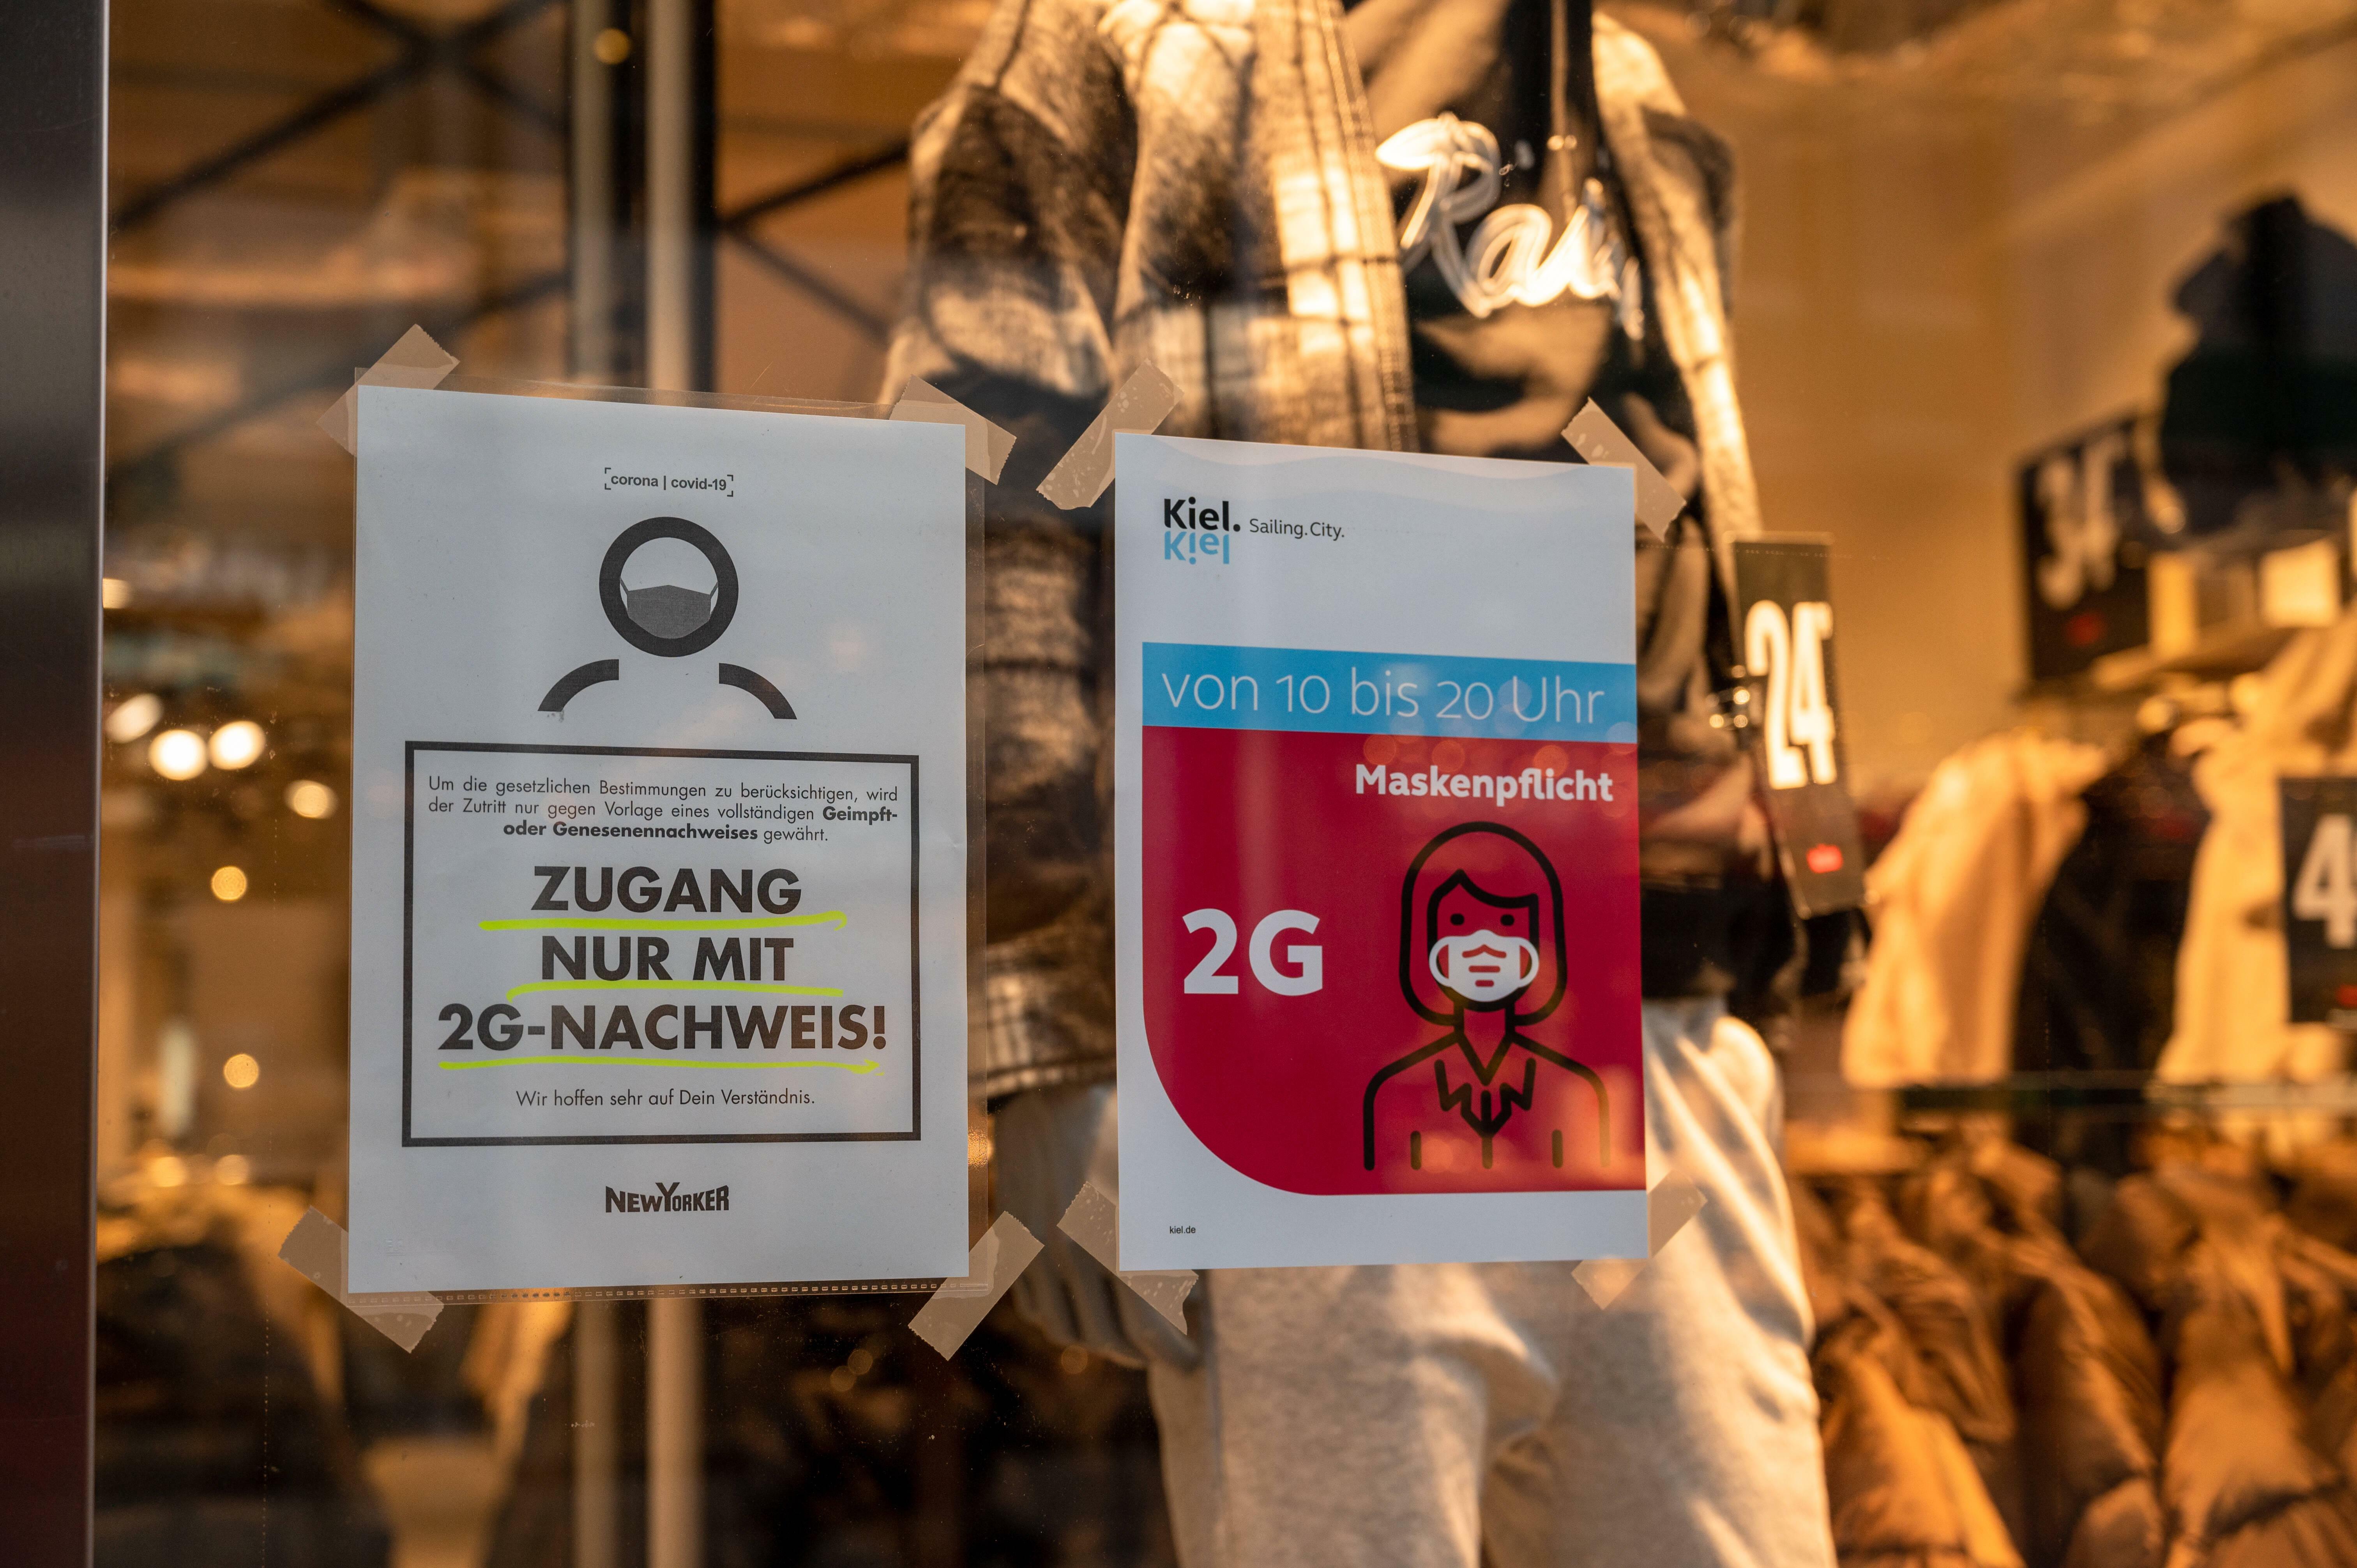 corona | covid-19
Um die gesetzlichen Bestimmungen zu berücksichtigen, wird
der Zutritt nur gegen Vorlage eines vollständigen Geimpft-
oder Genesenennachweises gewährt.
ZUGANG
NUR MIT
2G-NACHWEIS!
Wir hoffen sehr auf Dein Verständnis.
NEWYORKER
Kiel. Sailing.City.
Kiel
von 10 bis 20 Uhr
Maskenpflicht
2G
kiel.de
24
4